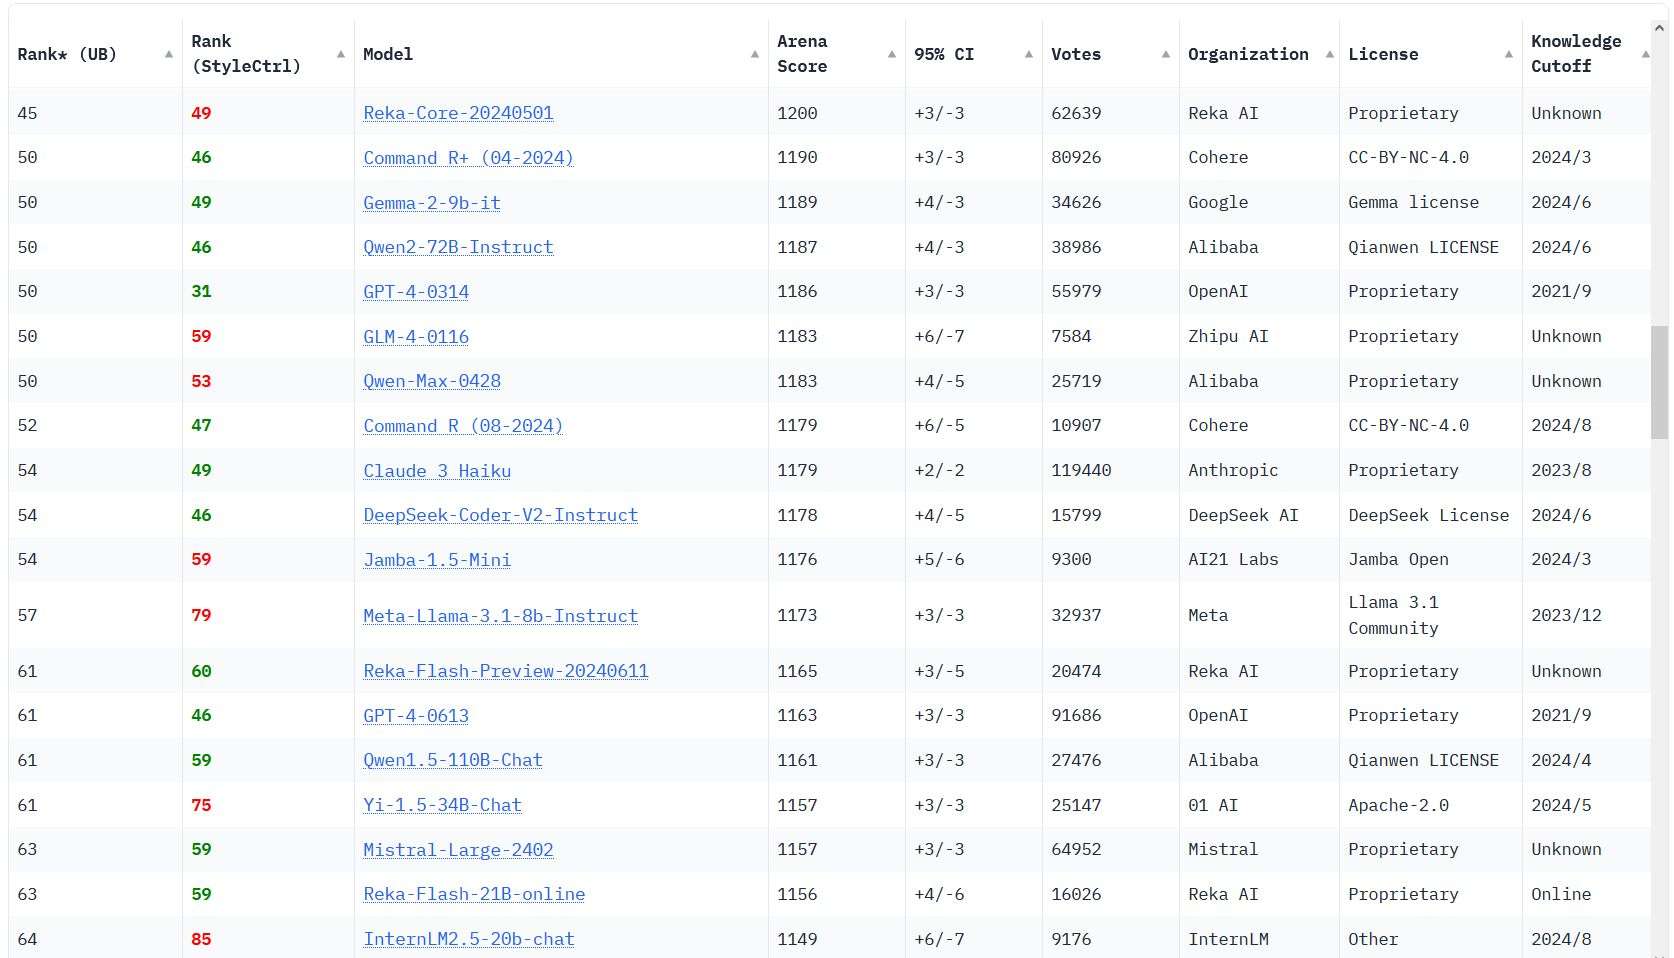 Rank* (UB) ▲ Rank (StyleCtrl) ▲ Model ▲ Arena Score ▲ 95% CI ▲ Votes ▲ Organization ▲ License ▲ Knowledge Cutoff ▲
45 49 Reka-Core-20240501 1200 +3/-3 62639 Reka AI Proprietary Unknown
50 46 Command R+ (04-2024) 1190 +3/-3 80926 Cohere CC-BY-NC-4.0 2024/3
50 49 Gemma-2-9b-it 1189 +4/-3 34626 Google Gemma license 2024/6
50 46 Qwen2-72B-Instruct 1187 +4/-3 38986 Alibaba Qianwen LICENSE 2024/6
50 31 GPT-4-0314 1186 +3/-3 55979 OpenAI Proprietary 2021/9
50 59 GLM-4-0116 1183 +6/-7 7584 Zhipu AI Proprietary Unknown
50 53 Qwen-Max-0428 1183 +4/-5 25719 Alibaba Proprietary Unknown
52 47 Command R (08-2024) 1179 +6/-5 10907 Cohere CC-BY-NC-4.0 2024/8
54 49 Claude 3 Haiku 1179 +2/-2 119440 Anthropic Proprietary 2023/8
54 46 DeepSeek-Coder-V2-Instruct 1178 +4/-5 15799 DeepSeek AI DeepSeek License 2024/6
54 59 Jamba-1.5-Mini 1176 +5/-6 9300 AI21 Labs Jamba Open 2024/3
57 79 Meta-Llama-3.1-8b-Instruct 1173 +3/-3 32937 Meta Llama 3.1 Community 2023/12
61 60 Reka-Flash-Preview-20240611 1165 +3/-5 20474 Reka AI Proprietary Unknown
61 46 GPT-4-0613 1163 +3/-3 91686 OpenAI Proprietary 2021/9
61 59 Qwen1.5-110B-Chat 1161 +3/-3 27476 Alibaba Qianwen LICENSE 2024/4
61 75 Yi-1.5-34B-Chat 1157 +3/-3 25147 01 AI Apache-2.0 2024/5
63 59 Mistral-Large-2402 1157 +3/-3 64952 Mistral Proprietary Unknown
63 59 Reka-Flash-21B-online 1156 +4/-6 16026 Reka AI Proprietary Online
64 85 InternLM2.5-20b-chat 1149 +6/-7 9176 InternLM Other 2024/8